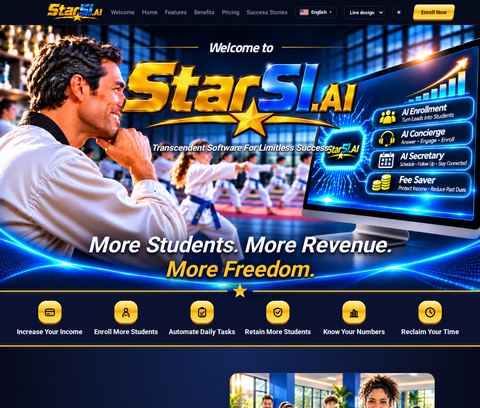 StarSI.AI
Welcome
Home
Features
Benefits
Pricing
Success Stories
English
Live design
Enroll Now
Welcome to
StarSI.AI
Transcendent Software For Limitless Success
AI Enrollment
Turn Leads Into Students
AI Concierge
Answer • Engage • Enroll
AI Secretary
Schedule • Follow Up • Stay Connected
Fee Saver
Protect Income • Reduce Past Dues
StarSI.AI
More Students. More Revenue.
More Freedom.
Increase Your Income
Enroll More Students
Automate Daily Tasks
Retain More Students
Know Your Numbers
Reclaim Your Time